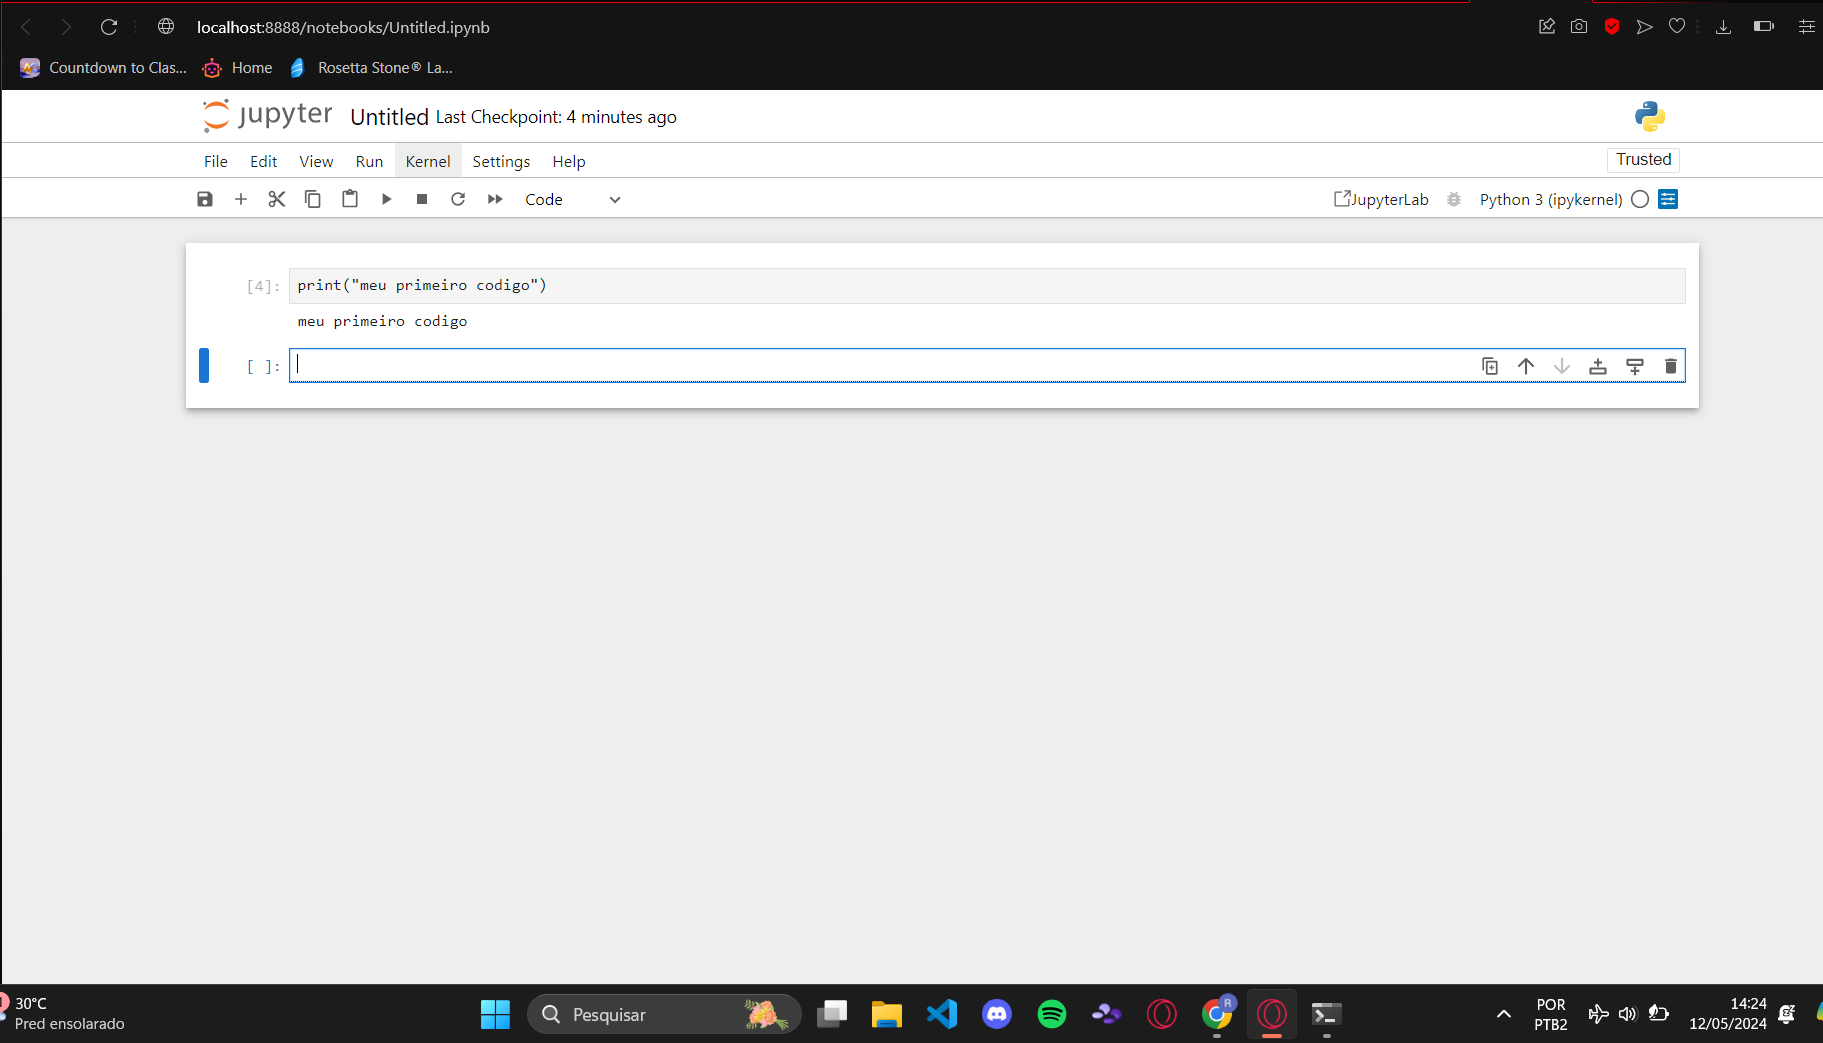 localhost:8888/notebooks/Untitled.ipynb
Countdown to Clas... Home Rosetta Stone® La...
jupyter Untitled Last Checkpoint: 4 minutes ago
File Edit View Run Kernel Settings Help Trusted
Code JupyterLab Python 3 (ipykernel)
[4]: print("meu primeiro codigo")
meu primeiro codigo
[ ]:
30°C
Pred ensolarado
Pesquisar
R
POR
PTB2
14:24
12/05/2024